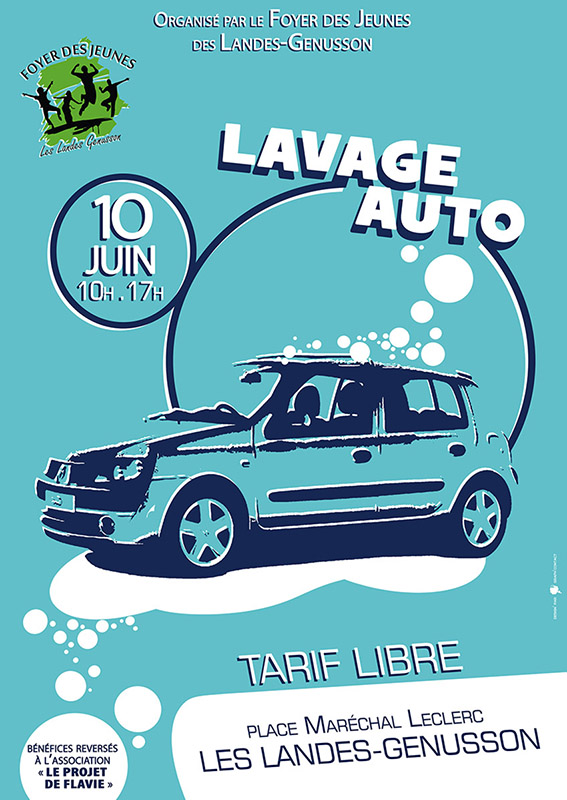 Organisé par le Foyer des Jeunes
des Landes-Genusson
FOYER DES JEUNES
Les Landes Genusson
LAVAGE
AUTO
10
JUIN
10H.17H
TARIF LIBRE
PLACE Maréchal Leclerc
LES LANDES-GENUSSON
BÉNÉFICES REVERSÉS
À L'ASSOCIATION
« LE PROJET
DE FLAVIE »